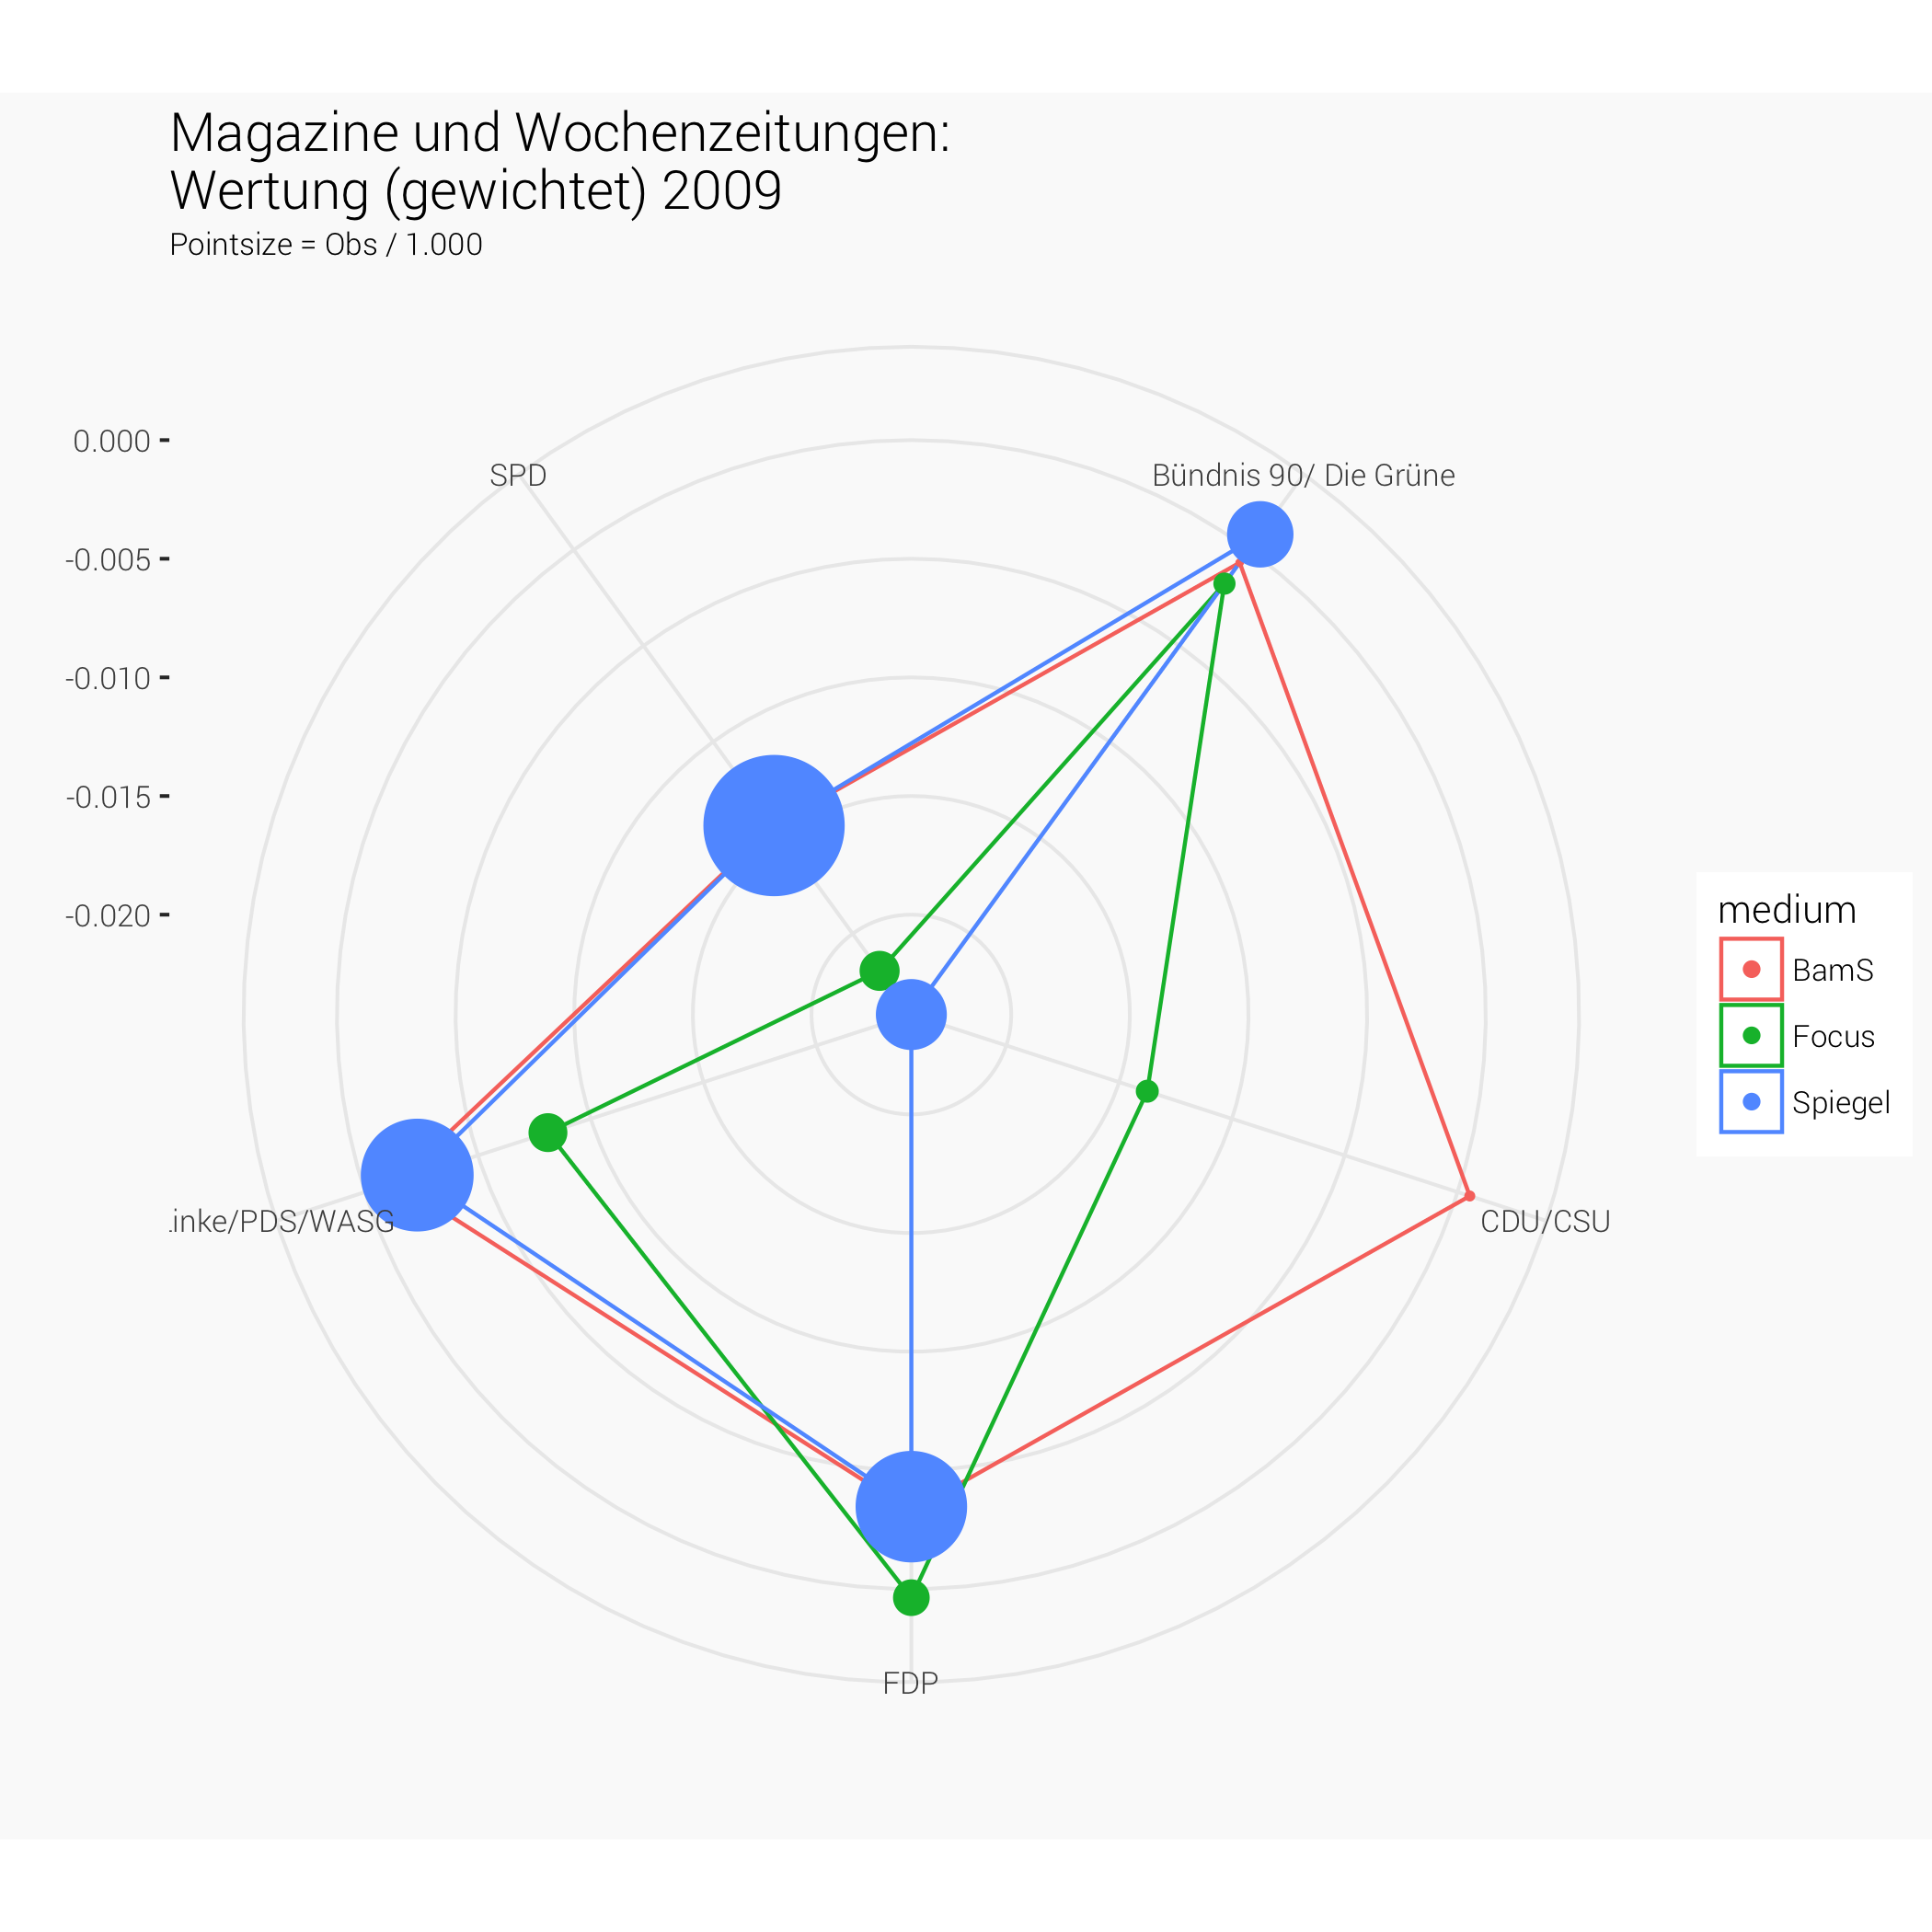 Magazine und Wochenzeitungen:
Wertung (gewichtet) 2009
Pointsize = Obs / 1.000
0.000
SPD
Bündnis 90/ Die Grüne
-0.005
-0.010
-0.015
-0.020
medium
BamS
Focus
Spiegel
.inke/PDS/WASG
CDU/CSU
FDP